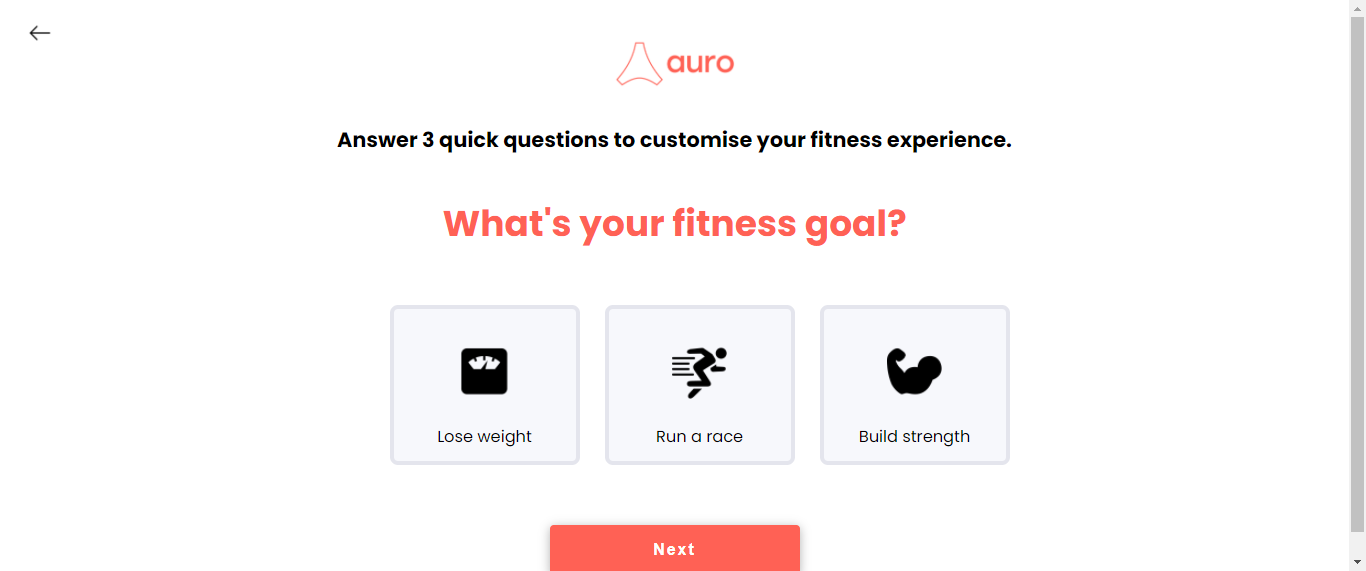 auro
Answer 3 quick questions to customise your fitness experience.
What's your fitness goal?
Lose weight
Run a race
Build strength
Next